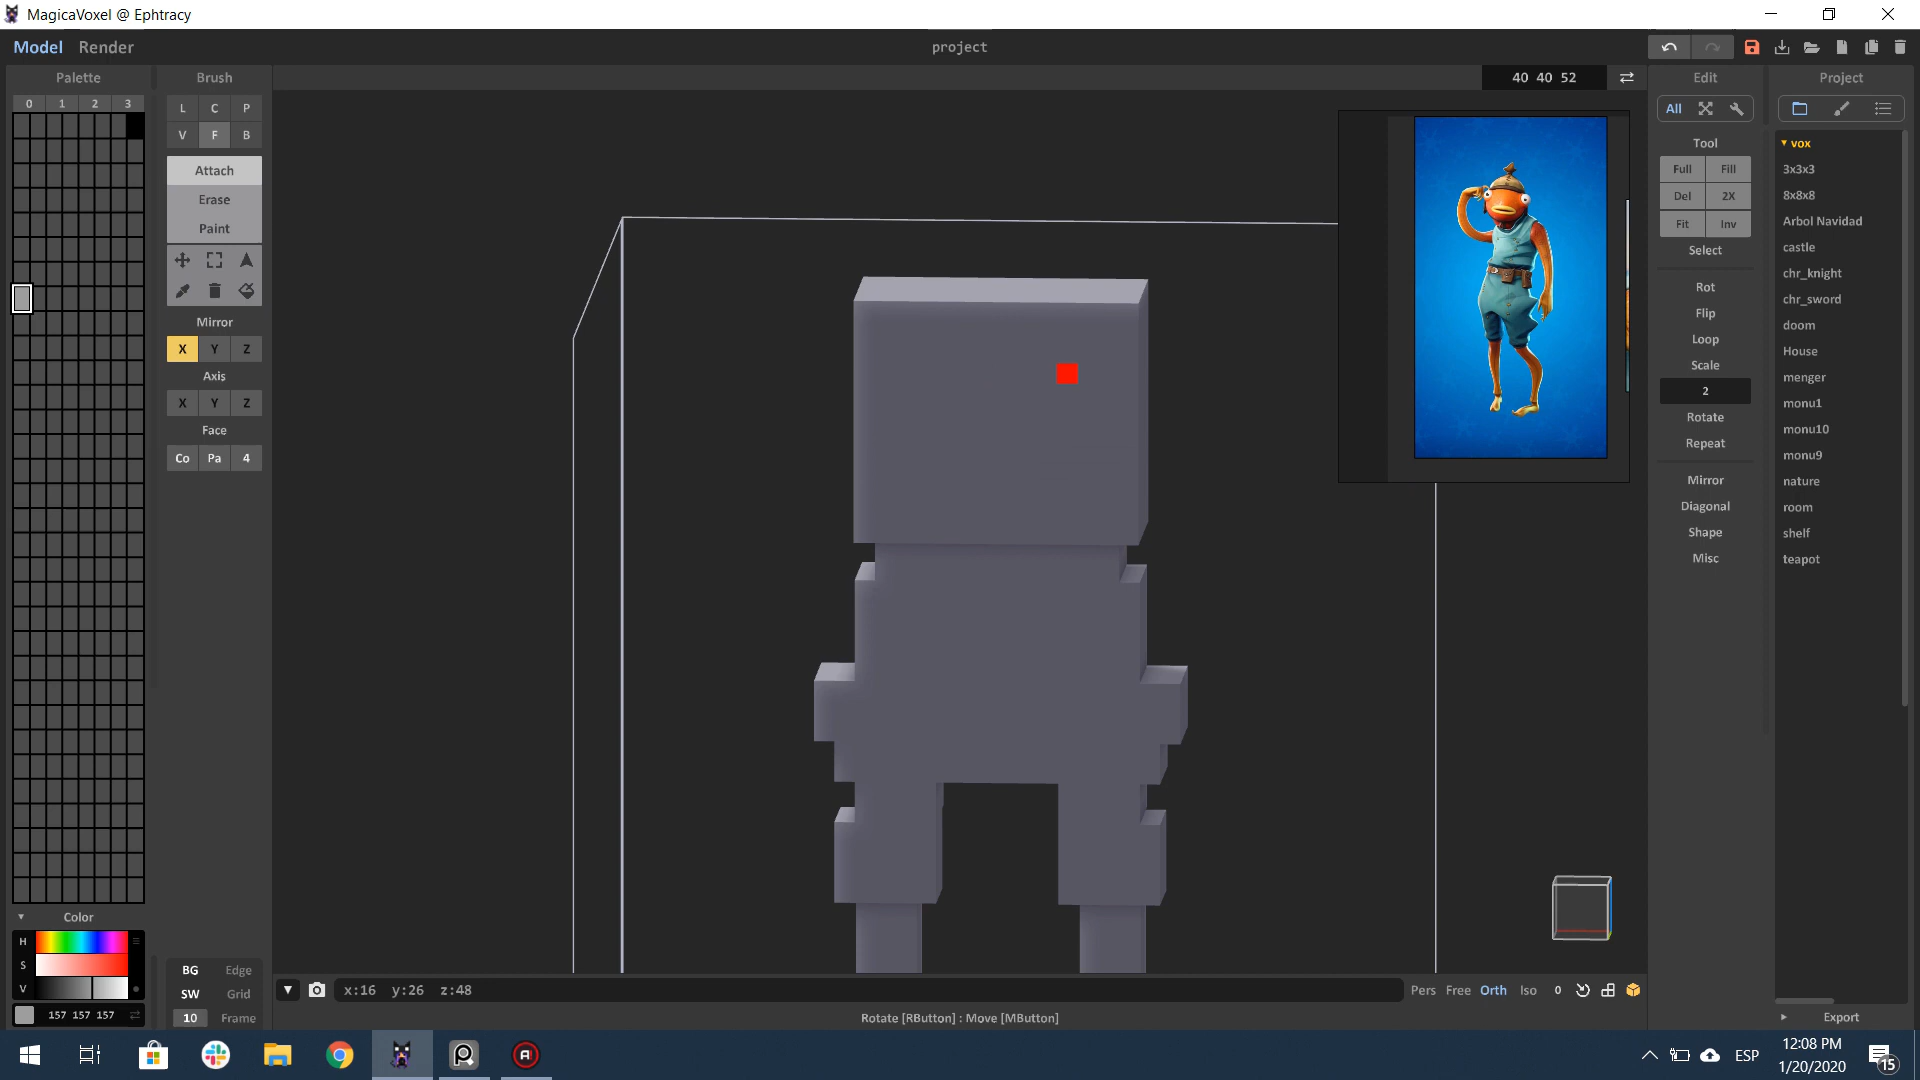 MagicaVoxel @ Ephtracy
Model Render
project
Palette
Brush
40 40 52
Edit
Project
0 1 2 3
L C P
V F B
Attach
Erase
Paint
Mirror
X Y Z
Axis
X Y Z
Face
Co Pa 4
All
Tool
Full Fill
Del 2X
Fit Inv
Select
Rot
Flip
Loop
Scale
2
Rotate
Repeat
Mirror
Diagonal
Shape
Misc
vox
3x3x3
8x8x8
Arbol Navidad
castle
chr_knight
chr_sword
doom
House
menger
monu1
monu10
monu9
nature
room
shelf
teapot
Color
H
S
V
157 157 157
BG Edge
SW Grid
10 Frame
x:16 y:26 z:48
Pers Free Orth Iso 0
Rotate [RButton] : Move [MButton]
Export
ESP
12:08 PM
1/20/2020
15